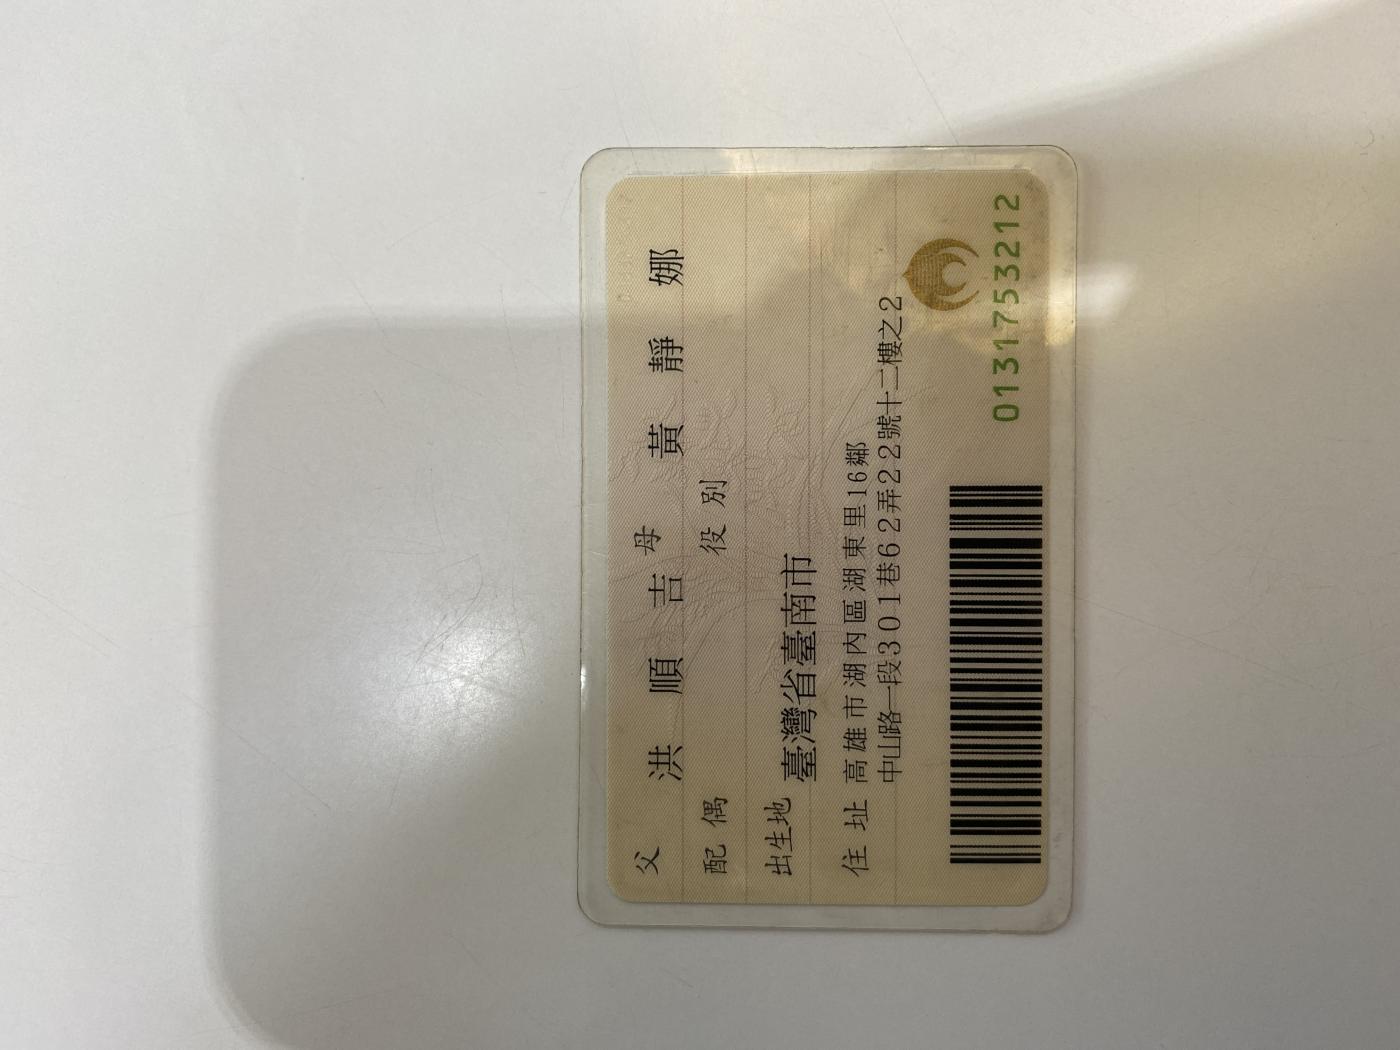 父 洪順吉 母 黃靜娜
配偶 役別
出生地 臺灣省臺南市
住址 高雄市湖內區湖東里16鄰
中山路一段301巷62弄22號十二樓之2
0131753212